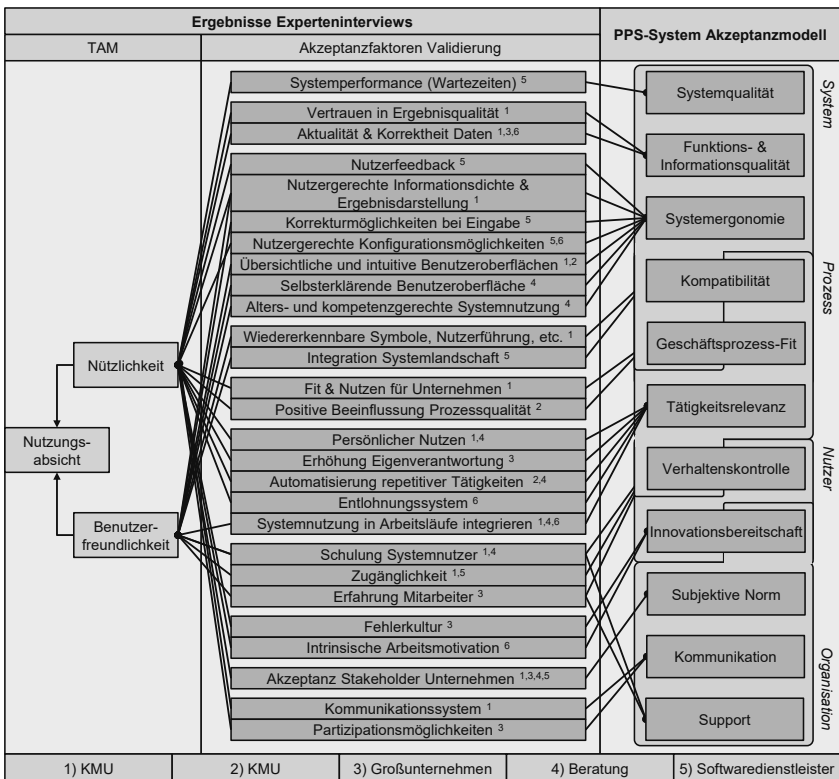 Ergebnisse Experteninterviews
PPS-System Akzeptanzmodell
TAM
Akzeptanzfaktoren Validierung
Nützlichkeit
Nutzungs-
absicht
Benutzer-
freundlichkeit
Systemperformance (Wartezeiten) 5
Vertrauen in Ergebnisqualität 1
Aktualität & Korrektheit Daten 1,3,6
Nutzerfeedback 5
Nutzergerechte Informationsdichte &
Ergebnisdarstellung 1
Korrekturmöglichkeiten bei Eingabe 5
Nutzergerechte Konfigurationsmöglichkeiten 5,6
Übersichtliche und intuitive Benutzeroberflächen 1,2
Selbsterklärende Benutzeroberfläche 4
Alters- und kompetenzgerechte Systemnutzung 4
Wiedererkennbare Symbole, Nutzerführung, etc. 1
Integration Systemlandschaft 5
Fit & Nutzen für Unternehmen 1
Positive Beeinflussung Prozessqualität 2
Persönlicher Nutzen 1,4
Erhöhung Eigenverantwortung 3
Automatisierung repetitiver Tätigkeiten 2,4
Entlohnungssystem 6
Systemnutzung in Arbeitsläufe integrieren 1,4,6
Schulung Systemnutzer 1,4
Zugänglichkeit 1,5
Erfahrung Mitarbeiter 3
Fehlerkultur 3
Intrinsische Arbeitsmotivation 6
Akzeptanz Stakeholder Unternehmen 1,3,4,5
Kommunikationssystem 1
Partizipationsmöglichkeiten 3
System
Systemqualität
Funktions- &
Informationsqualität
Systemergonomie
Prozess
Kompatibilität
Geschäftsprozess-Fit
Tätigkeitsrelevanz
Nutzer
Verhaltenskontrolle
Innovationsbereitschaft
Organisation
Subjektive Norm
Kommunikation
Support
1) KMU
2) KMU
3) Großunternehmen
4) Beratung
5) Softwaredienstleister